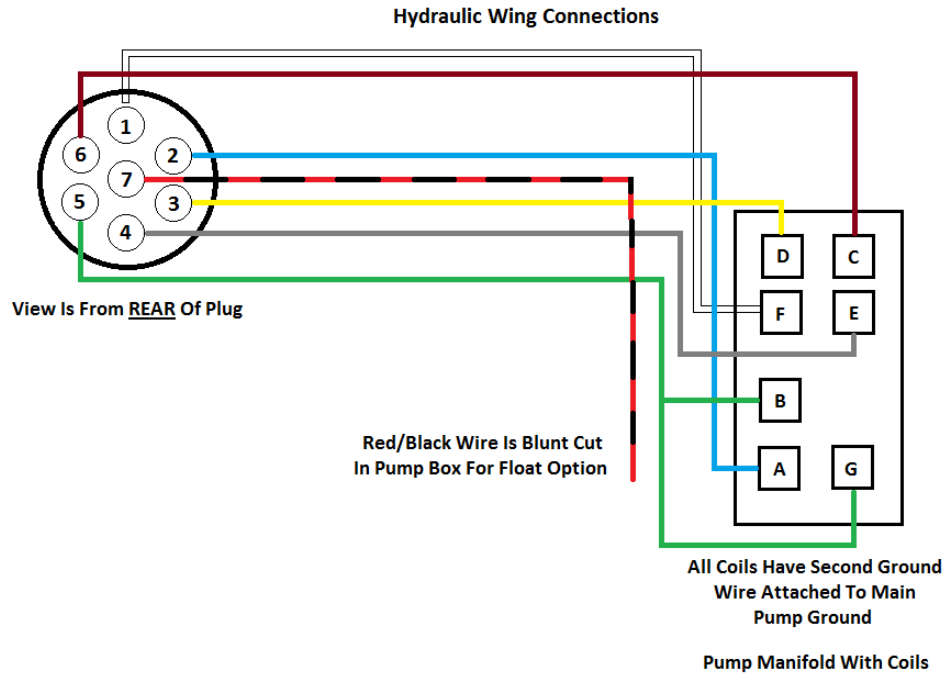 Hydraulic Wing Connections
1
6
2
7
5
3
4
View Is From REAR Of Plug
D
C
F
E
B
A
G
Red/Black Wire Is Blunt Cut
In Pump Box For Float Option
All Coils Have Second Ground
Wire Attached To Main
Pump Ground
Pump Manifold With Coils